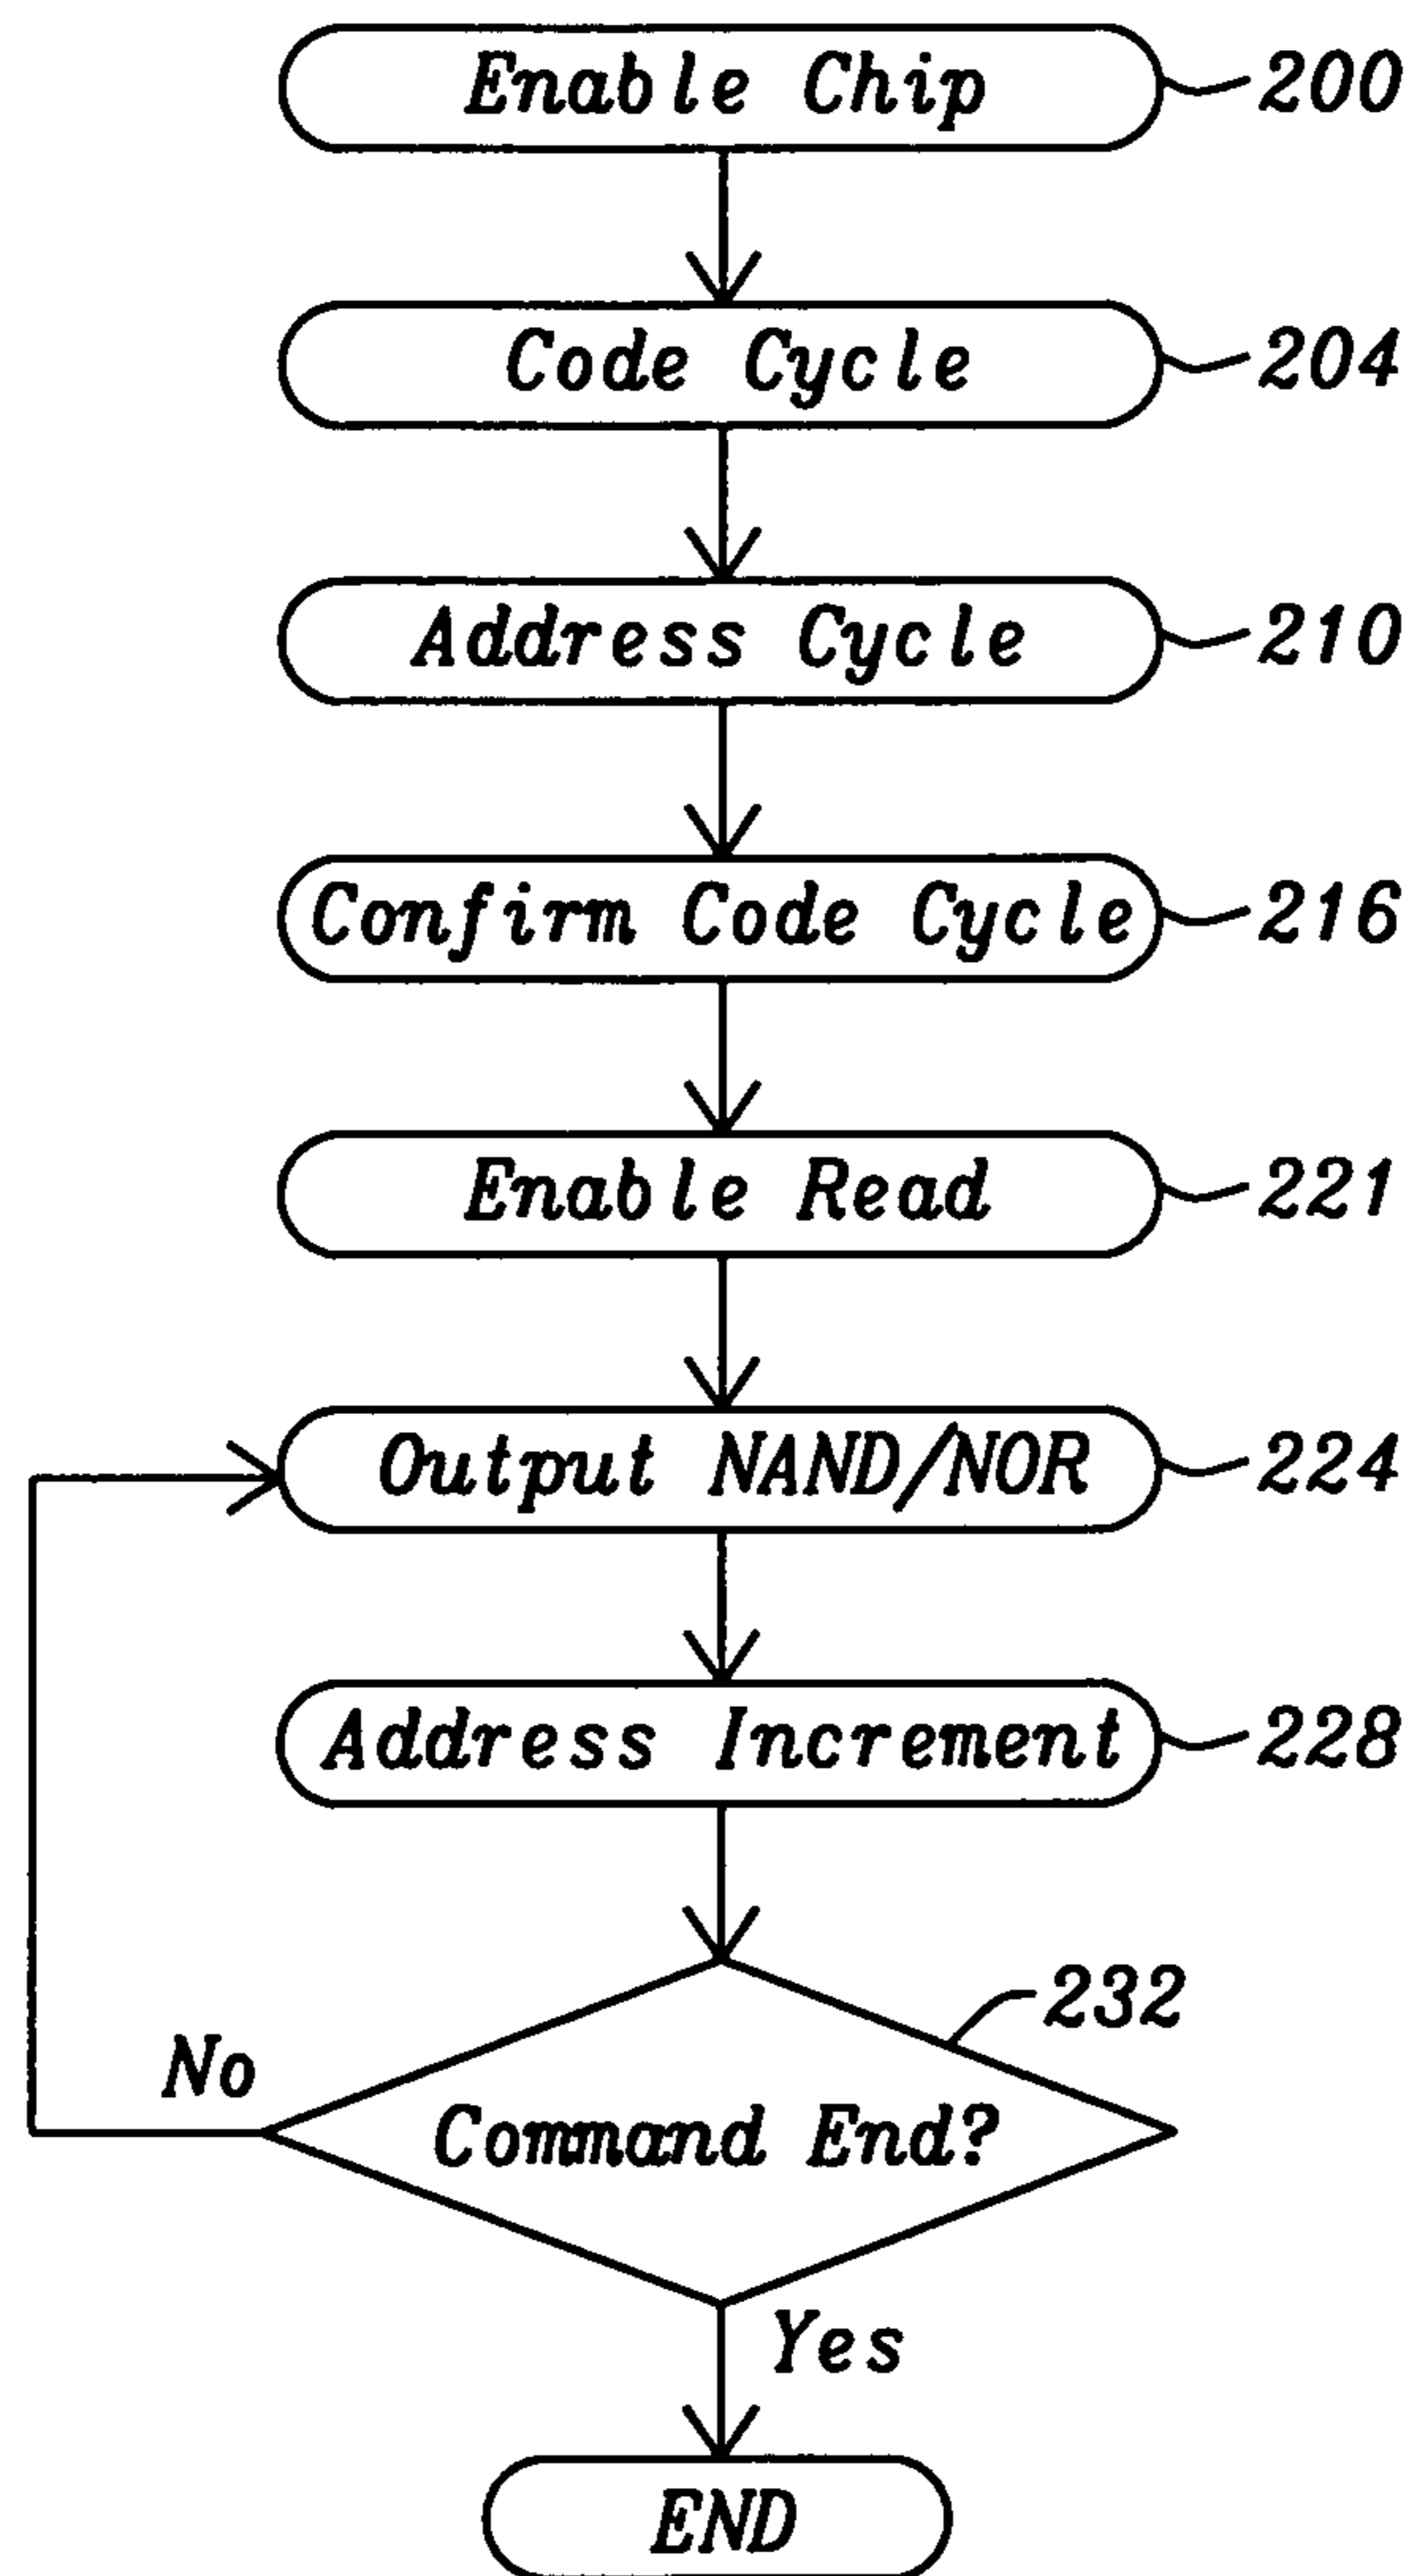 Enable Chip 200
Code Cycle 204
Address Cycle 210
Confirm Code Cycle 216
Enable Read 221
Output NAND/NOR 224
Address Increment 228
232
No
Command End?
Yes
END